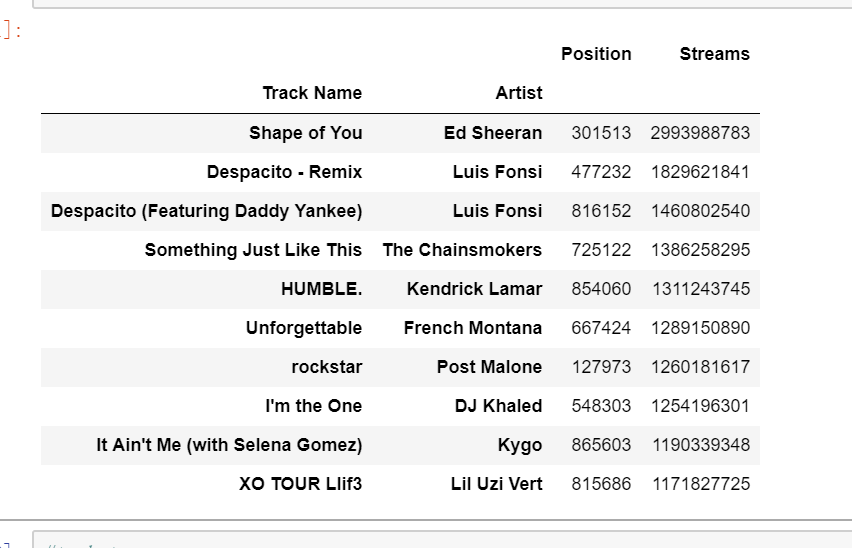 ]:
Position Streams
Track Name Artist
Shape of You Ed Sheeran 301513 2993988783
Despacito - Remix Luis Fonsi 477232 1829621841
Despacito (Featuring Daddy Yankee) Luis Fonsi 816152 1460802540
Something Just Like This The Chainsmokers 725122 1386258295
HUMBLE. Kendrick Lamar 854060 1311243745
Unforgettable French Montana 667424 1289150890
rockstar Post Malone 127973 1260181617
I'm the One DJ Khaled 548303 1254196301
It Ain't Me (with Selena Gomez) Kygo 865603 1190339348
XO TOUR Llif3 Lil Uzi Vert 815686 1171827725